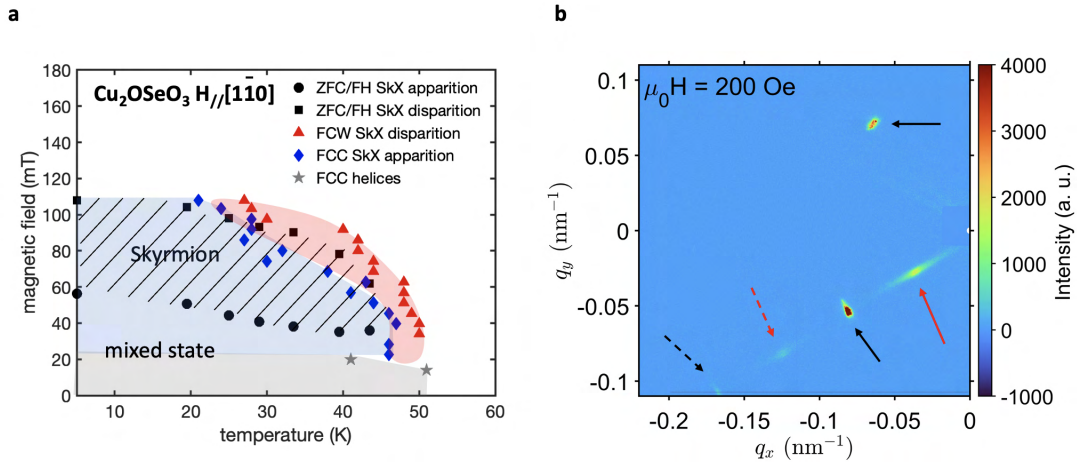 a
b
180
160
140
120
100
80
60
40
20
0
magnetic field (mT)
Cu₂OSeO₃ H//[11̄0]
ZFC/FH SkX apparition
ZFC/FH SkX disparition
FCW SkX disparition
FCC SkX apparition
FCC helices
Skyrmion
mixed state
10 20 30 40 50 60
temperature (K)
μ₀H = 200 Oe
0.1
0.05
0
-0.05
-0.1
q_y (nm⁻¹)
-0.2 -0.15 -0.1 -0.05 0
q_x (nm⁻¹)
4000
3000
2000
1000
0
-1000
Intensity (a. u.)